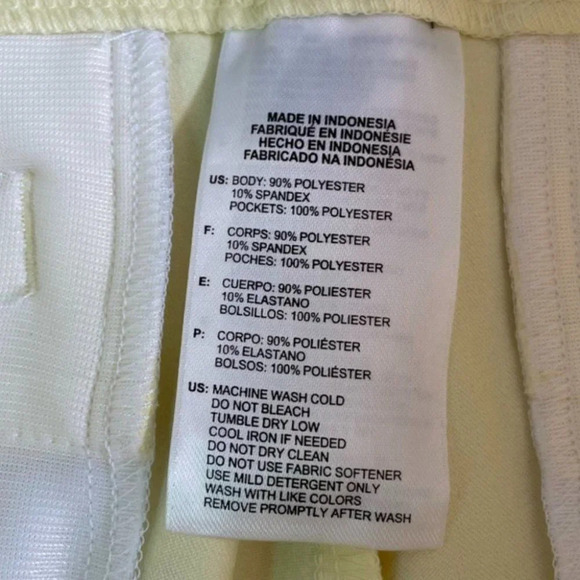 MADE IN INDONESIA
FABRIQUÉ EN INDONÉSIE
HECHO EN INDONESIA
FABRICADO NA INDONÉSIA
US: BODY: 90% POLYESTER
10% SPANDEX
POCKETS: 100% POLYESTER
F: CORPS: 90% POLYESTER
10% SPANDEX
POCHES: 100% POLYESTER
E: CUERPO: 90% POLIESTER
10% ELASTANO
BOLSILLOS: 100% POLIESTER
P: CORPO: 90% POLIÉSTER
10% ELASTANO
BOLSOS: 100% POLIÉSTER
US: MACHINE WASH COLD
DO NOT BLEACH
TUMBLE DRY LOW
COOL IRON IF NEEDED
DO NOT DRY CLEAN
DO NOT USE FABRIC SOFTENER
USE MILD DETERGENT ONLY
WASH WITH LIKE COLORS
REMOVE PROMPTLY AFTER WASH